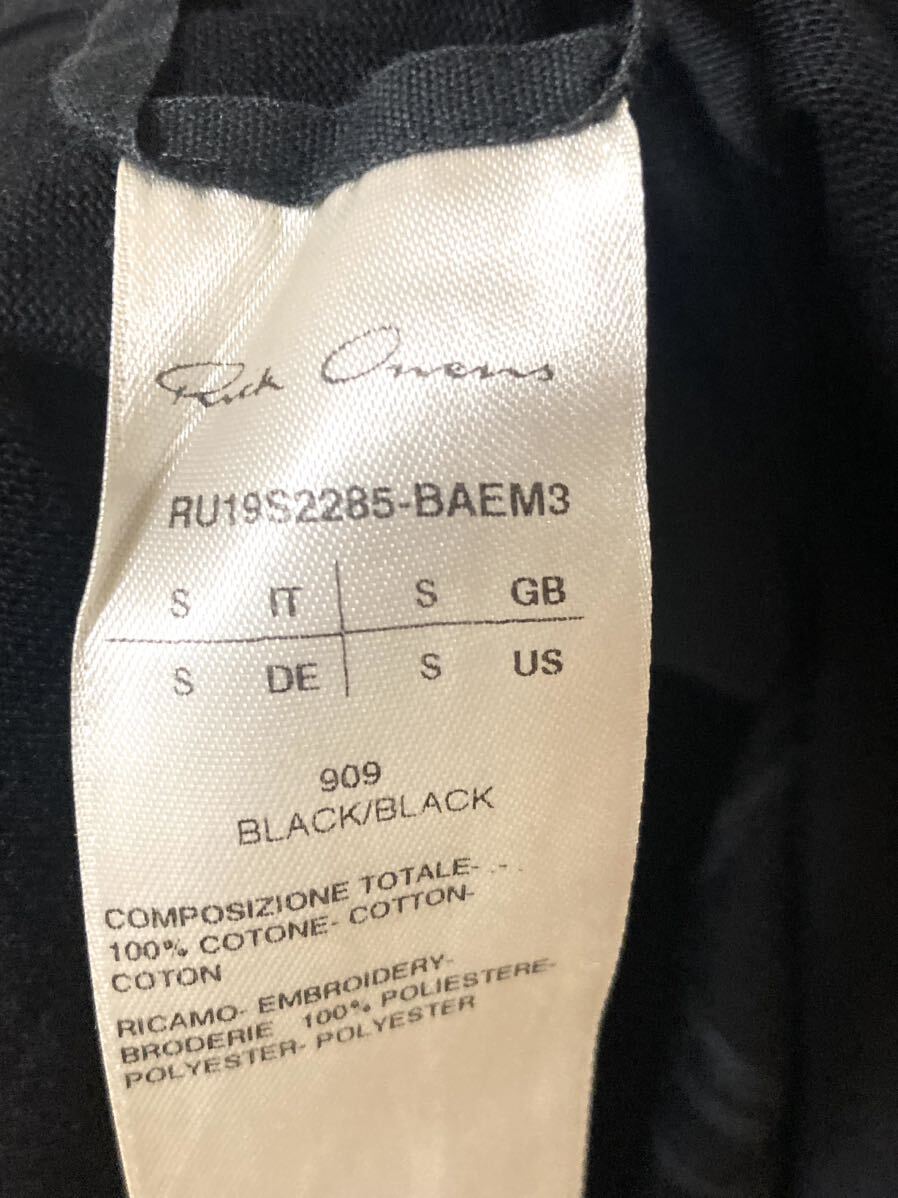 Rick Owens
RU19S2285-BAEM3
S IT S GB
S DE S US
909
BLACK/BLACK
COMPOSIZIONE TOTALE- .-
100% COTONE- COTTON-
COTON
RICAMO- EMBROIDERY-
BRODERIE 100% POLIESTERE-
POLYESTER- POLYESTER